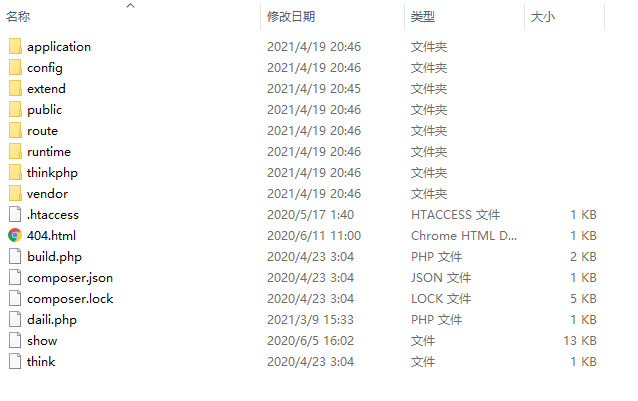 名称 修改日期 类型 大小
application 2021/4/19 20:46 文件夹
config 2021/4/19 20:46 文件夹
extend 2021/4/19 20:45 文件夹
public 2021/4/19 20:46 文件夹
route 2021/4/19 20:46 文件夹
runtime 2021/4/19 20:46 文件夹
thinkphp 2021/4/19 20:46 文件夹
vendor 2021/4/19 20:46 文件夹
.htaccess 2020/5/17 1:40 HTACCESS 文件 1 KB
404.html 2020/6/11 11:00 Chrome HTML D... 1 KB
build.php 2020/4/23 3:04 PHP 文件 2 KB
composer.json 2020/4/23 3:04 JSON 文件 1 KB
composer.lock 2020/4/23 3:04 LOCK 文件 5 KB
daili.php 2021/3/9 15:33 PHP 文件 1 KB
show 2020/6/5 16:02 文件 13 KB
think 2020/4/23 3:04 文件 1 KB